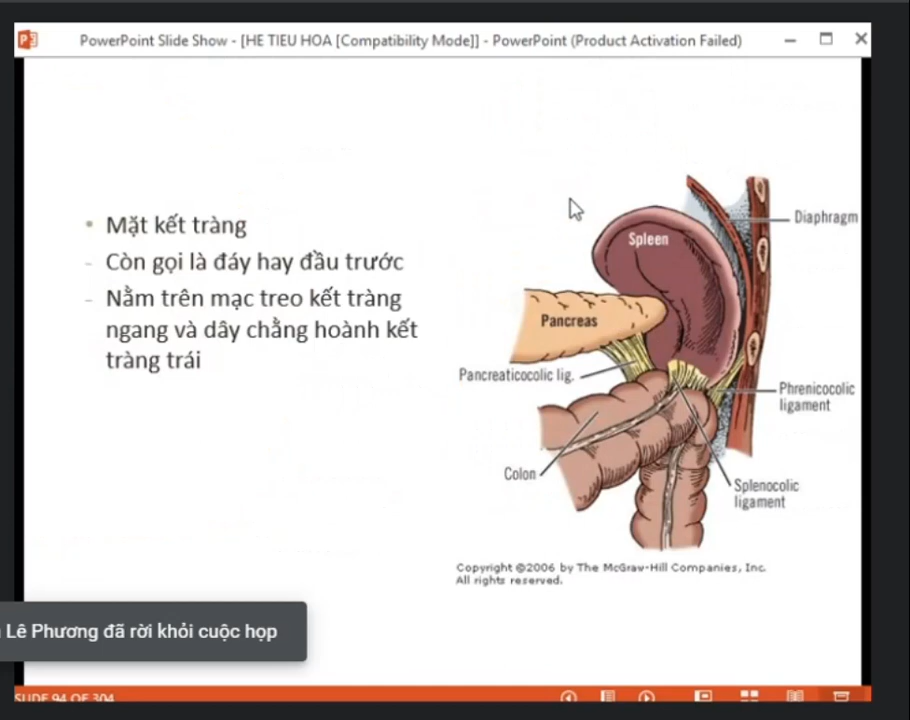 PowerPoint Slide Show - [HE TIEU HOA [Compatibility Mode]] - PowerPoint (Product Activation Failed)
• Mặt kết tràng
- Còn gọi là đáy hay đầu trước
- Nằm trên mạc treo kết tràng
ngang và dây chằng hoành kết
tràng trái
Diaphragm
Spleen
Pancreas
Pancreaticocolic lig.
Phrenicocolic
ligament
Colon
Splenocolic
ligament
Copyright ©2006 by The McGraw-Hill Companies, Inc.
All rights reserved.
Lê Phương đã rời khỏi cuộc họp
SLIDE 94 OF 304